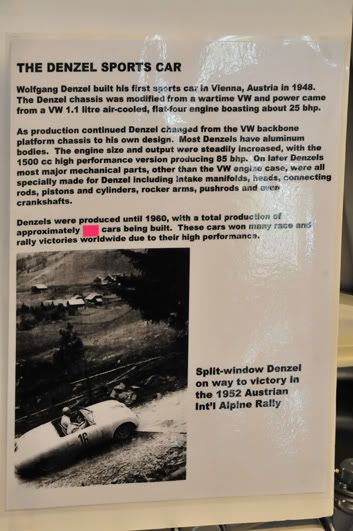 THE DENZEL SPORTS CAR
Wolfgang Denzel built his first sports car in Vienna, Austria in 1948.
The Denzel chassis was modified from a wartime VW and power came
from a VW 1.1 litre air-cooled, flat-four engine boasting about 25 bhp.
As production continued Denzel changed from the VW backbone
platform chassis to his own design. Most Denzels have aluminum
bodies. The engine size and output were steadily increased, with the
1500 cc high performance version producing 85 bhp. On later Denzels
most major mechanical parts, other than the VW engine case, were all
specially made for Denzel including intake manifolds, heads, connecting
rods, pistons and cylinders, rocker arms, pushrods and even
crankshafts.
Denzels were produced until 1960, with a total production of
approximately cars being built. These cars won many race and
rally victories worldwide due to their high performance.
16
Split-window Denzel
on way to victory in
the 1952 Austrian
Int'l Alpine Rally